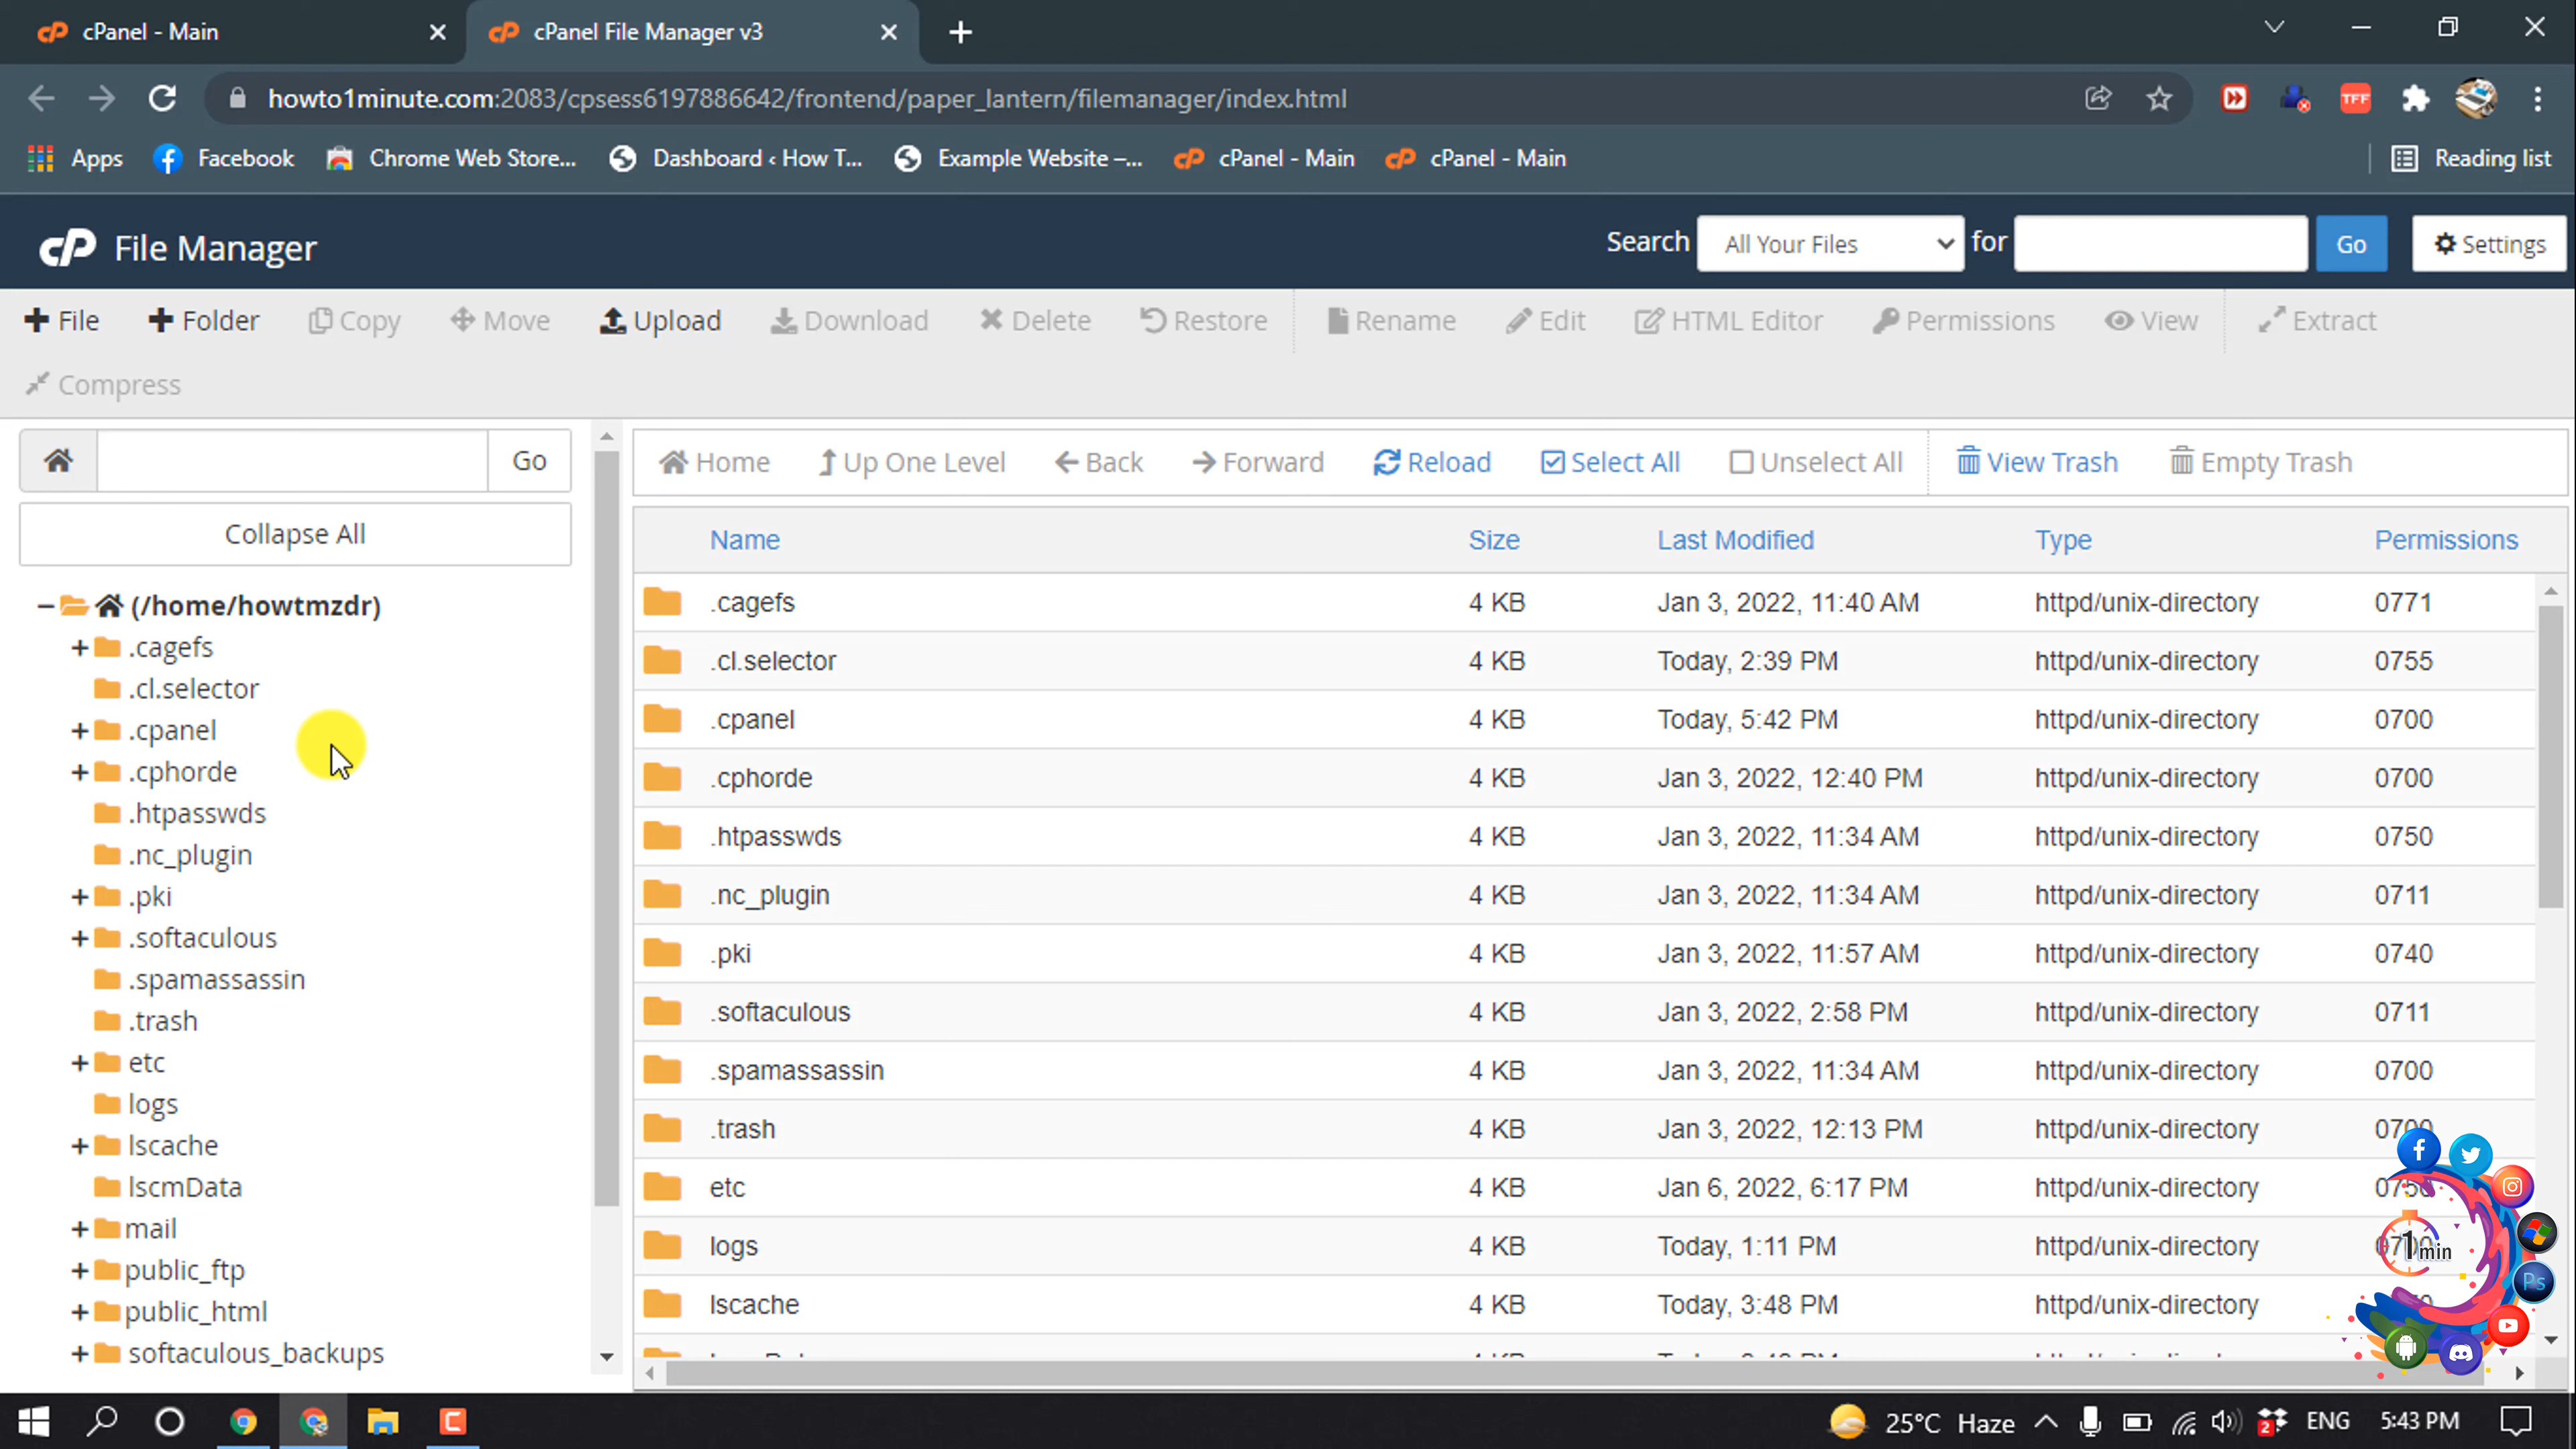 cPanel - Main
cPanel File Manager v3
howto1minute.com:2083/cpsess6197886642/frontend/paper_lantern/filemanager/index.html
TFF
Apps Facebook Chrome Web Store... Dashboard ‹ How T... Example Website –... cPanel - Main cPanel - Main Reading list
cP File Manager Search All Your Files for Go Settings
File Folder Copy Move Upload Download Delete Restore Rename Edit HTML Editor Permissions View Extract
Compress
Go
Home Up One Level Back Forward Reload Select All Unselect All View Trash Empty Trash
Collapse All
(/home/howtmzdr)
.cagefs
.cl.selector
.cpanel
.cphorde
.htpasswds
.nc_plugin
.pki
.softaculous
.spamassassin
.trash
etc
logs
lscache
lscmData
mail
public_ftp
public_html
softaculous_backups
Name Size Last Modified Type Permissions
.cagefs 4 KB Jan 3, 2022, 11:40 AM httpd/unix-directory 0771
.cl.selector 4 KB Today, 2:39 PM httpd/unix-directory 0755
.cpanel 4 KB Today, 5:42 PM httpd/unix-directory 0700
.cphorde 4 KB Jan 3, 2022, 12:40 PM httpd/unix-directory 0700
.htpasswds 4 KB Jan 3, 2022, 11:34 AM httpd/unix-directory 0750
.nc_plugin 4 KB Jan 3, 2022, 11:34 AM httpd/unix-directory 0711
.pki 4 KB Jan 3, 2022, 11:57 AM httpd/unix-directory 0740
.softaculous 4 KB Jan 3, 2022, 2:58 PM httpd/unix-directory 0711
.spamassassin 4 KB Jan 3, 2022, 11:34 AM httpd/unix-directory 0700
.trash 4 KB Jan 3, 2022, 12:13 PM httpd/unix-directory
etc 4 KB Jan 6, 2022, 6:17 PM httpd/unix-directory
logs 4 KB Today, 1:11 PM httpd/unix-directory
lscache 4 KB Today, 3:48 PM httpd/unix-directory
1min
Ps
25°C Haze 2 ENG 5:43 PM